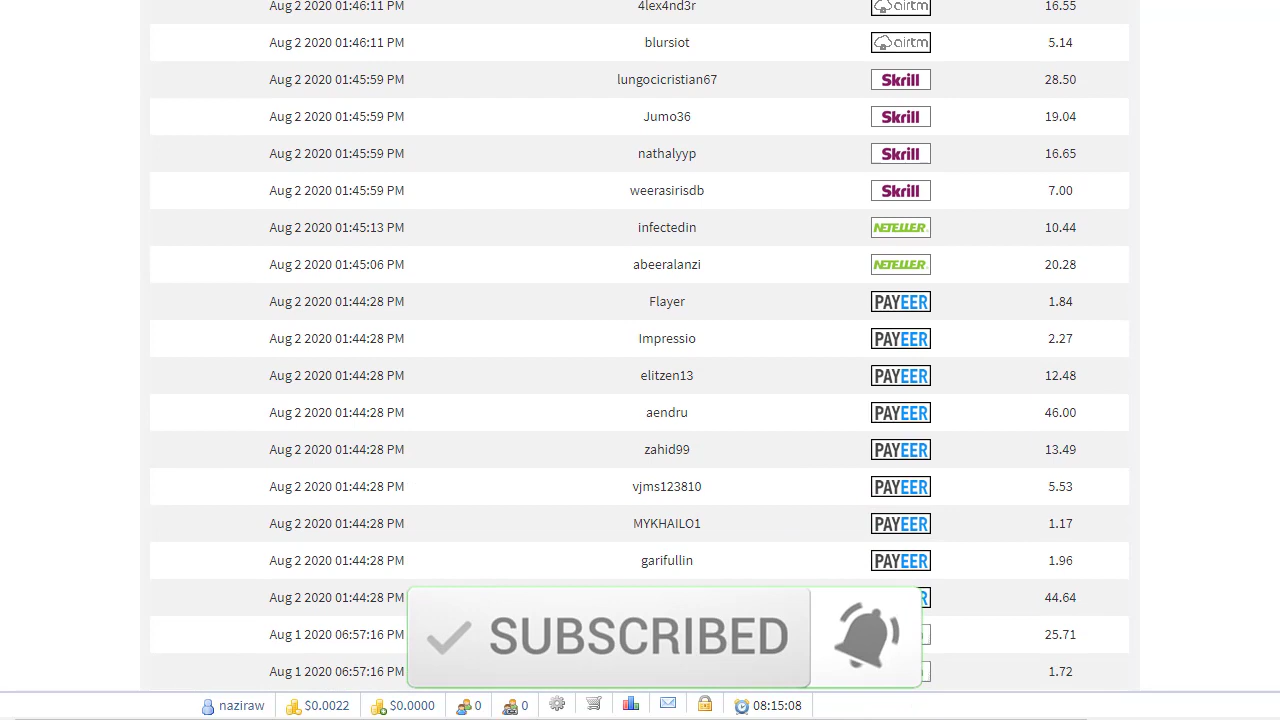 Aug 2 2020 01:46:11 PM 4lex4nd3r airtm 16.55
Aug 2 2020 01:46:11 PM blursiot airtm 5.14
Aug 2 2020 01:45:59 PM lungocicristian67 Skrill 28.50
Aug 2 2020 01:45:59 PM Jumo36 Skrill 19.04
Aug 2 2020 01:45:59 PM nathalyyp Skrill 16.65
Aug 2 2020 01:45:59 PM weerasirisdb Skrill 7.00
Aug 2 2020 01:45:13 PM infectedin NETELLER 10.44
Aug 2 2020 01:45:06 PM abeeralanzi NETELLER 20.28
Aug 2 2020 01:44:28 PM Flayer PAYEER 1.84
Aug 2 2020 01:44:28 PM Impressio PAYEER 2.27
Aug 2 2020 01:44:28 PM elitzen13 PAYEER 12.48
Aug 2 2020 01:44:28 PM aendru PAYEER 46.00
Aug 2 2020 01:44:28 PM zahid99 PAYEER 13.49
Aug 2 2020 01:44:28 PM vjms123810 PAYEER 5.53
Aug 2 2020 01:44:28 PM MYKHAILO1 PAYEER 1.17
Aug 2 2020 01:44:28 PM garifullin PAYEER 1.96
Aug 2 2020 01:44:28 PM 44.64
Aug 1 2020 06:57:16 PM 25.71
SUBSCRIBED
Aug 1 2020 06:57:16 PM 1.72
naziraw $0.0022 $0.0000 0 0 08:15:08